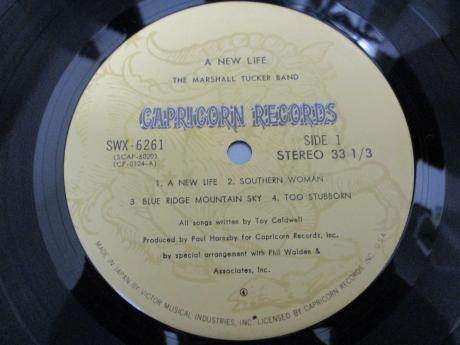 A NEW LIFE
THE MARSHALL TUCKER BAND
CAPRICORN RECORDS
SWX-6261
(SCAP-6020)
(CP-0124-A)
SIDE 1
STEREO 33 1/3
1. A NEW LIFE 2. SOUTHERN WOMAN
3 BLUE RIDGE MOUNTAIN SKY 4. TOO STUBBORN
All songs written by Toy Caldwell
Produced by Paul Hornsby for Capricorn Records, Inc.
by special arrangement with Phil Walden &
Associates, Inc.
4
MADE IN JAPAN BY VICTOR MUSICAL INDUSTRIES, INC. LICENSED BY CAPRICORN RECORDS, INC. U.S.A.